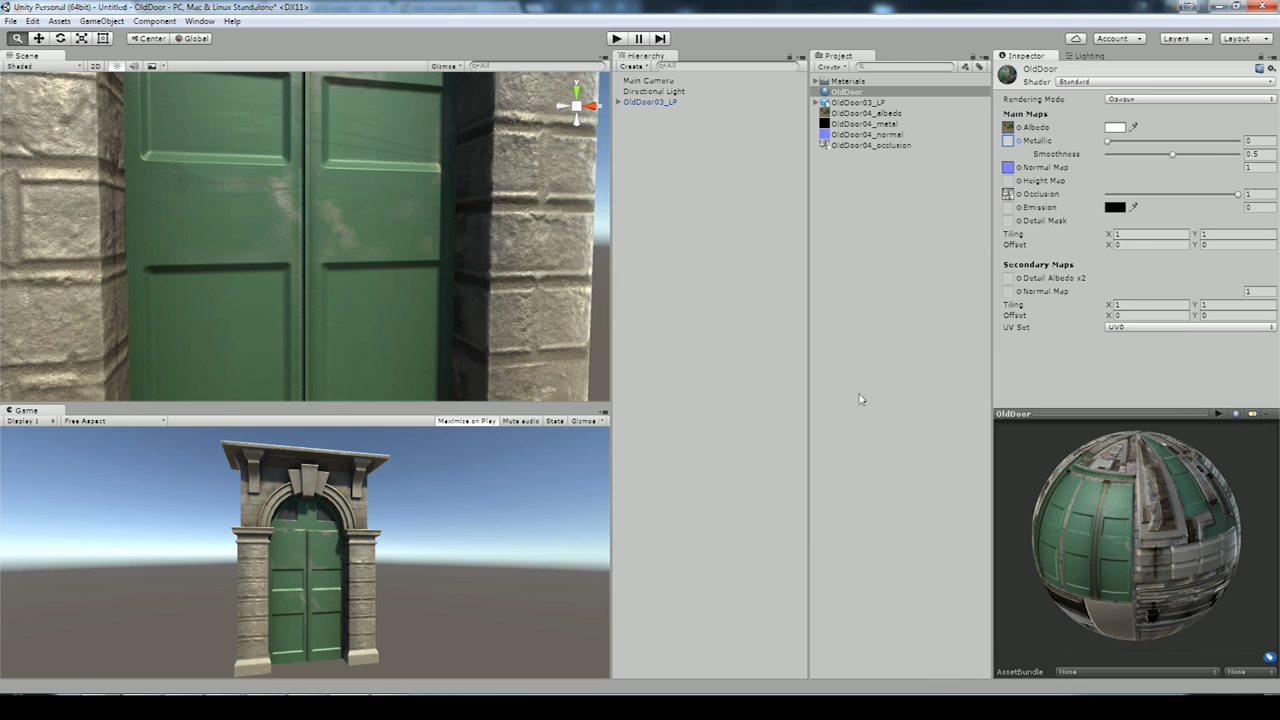 Unity Personal (64bit) - Untitled - OldDoor - PC, Mac & Linux Standalone* <DX11>
File Edit Assets GameObject Component Window Help
Center Global Account Layers Layout
Scene
Shaded 2D Gizmos All
Hierarchy
Create All
Main Camera
Directional Light
OldDoor03_LP
Project
Create
Materials
OldDoor
OldDoor03_LP
OldDoor04_albedo
OldDoor04_metal
OldDoor04_normal
OldDoor04_occlusion
Inspector Lighting
OldDoor
Shader Standard
Rendering Mode Opaque
Main Maps
Albedo
Metallic 0
Smoothness 0.5
Normal Map 1
Height Map
Occlusion 1
Emission 0
Detail Mask
Tiling X 1 Y 1
Offset X 0 Y 0
Secondary Maps
Detail Albedo x2
Normal Map 1
Tiling X 1 Y 1
Offset X 0 Y 0
UV Set UV0
Game
Display 1 Free Aspect Maximize on Play Mute audio Stats Gizmos
OldDoor
AssetBundle None None